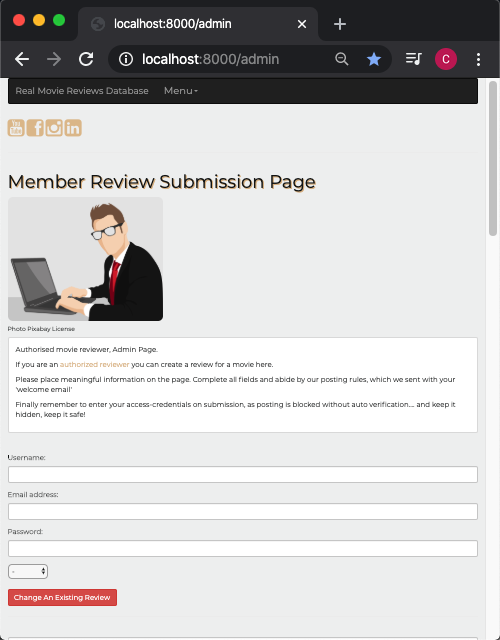 localhost:8000/admin
localhost:8000/admin
C
Real Movie Reviews Database Menu
You
Tube
f
in
Member Review Submission Page
Photo Pixabay License
Authorised movie reviewer, Admin Page.
If you are an authorized reviewer you can create a review for a movie here.
Please place meaningful information on the page. Complete all fields and abide by our posting rules, which we sent with your
'welcome email'
Finally remember to enter your access-credentials on submission, as posting is blocked without auto verification.... and keep it
hidden, keep it safe!
Username:
Email address:
Password:
-
Change An Existing Review